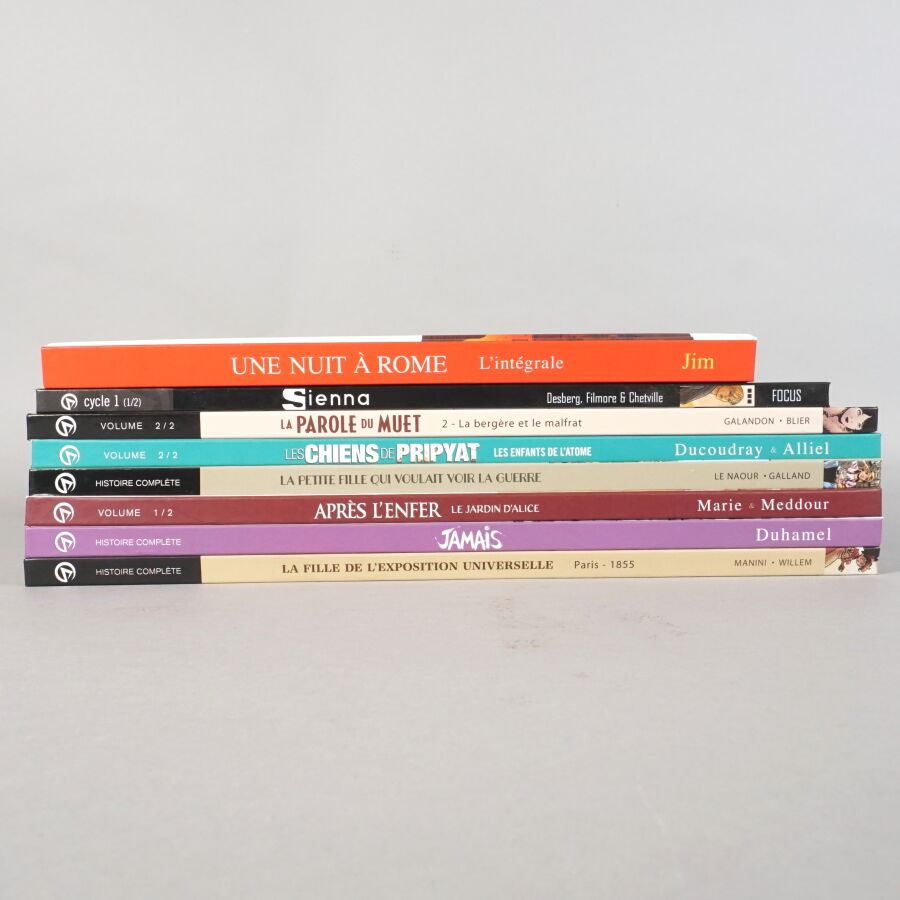 UNE NUIT À ROME L'intégrale Jim
cycle 1 (1/2) Sienna Desberg, Filmore & Chetville FOCUS
VOLUME 2/2 LA PAROLE DU MUET 2 - La bergère et le malfrat GALANDON • BLIER
VOLUME 2/2 LES CHIENS DE PRIPYAT LES ENFANTS DE L'ATOME Ducoudray & Alliel
HISTOIRE COMPLÈTE LA PETITE FILLE QUI VOULAIT VOIR LA GUERRE LE NAOUR • GALLAND
VOLUME 1/2 APRÈS L'ENFER LE JARDIN D'ALICE Marie & Meddour
HISTOIRE COMPLÈTE JAMAIS Duhamel
HISTOIRE COMPLÈTE LA FILLE DE L'EXPOSITION UNIVERSELLE Paris - 1855 MANINI • WILLEM